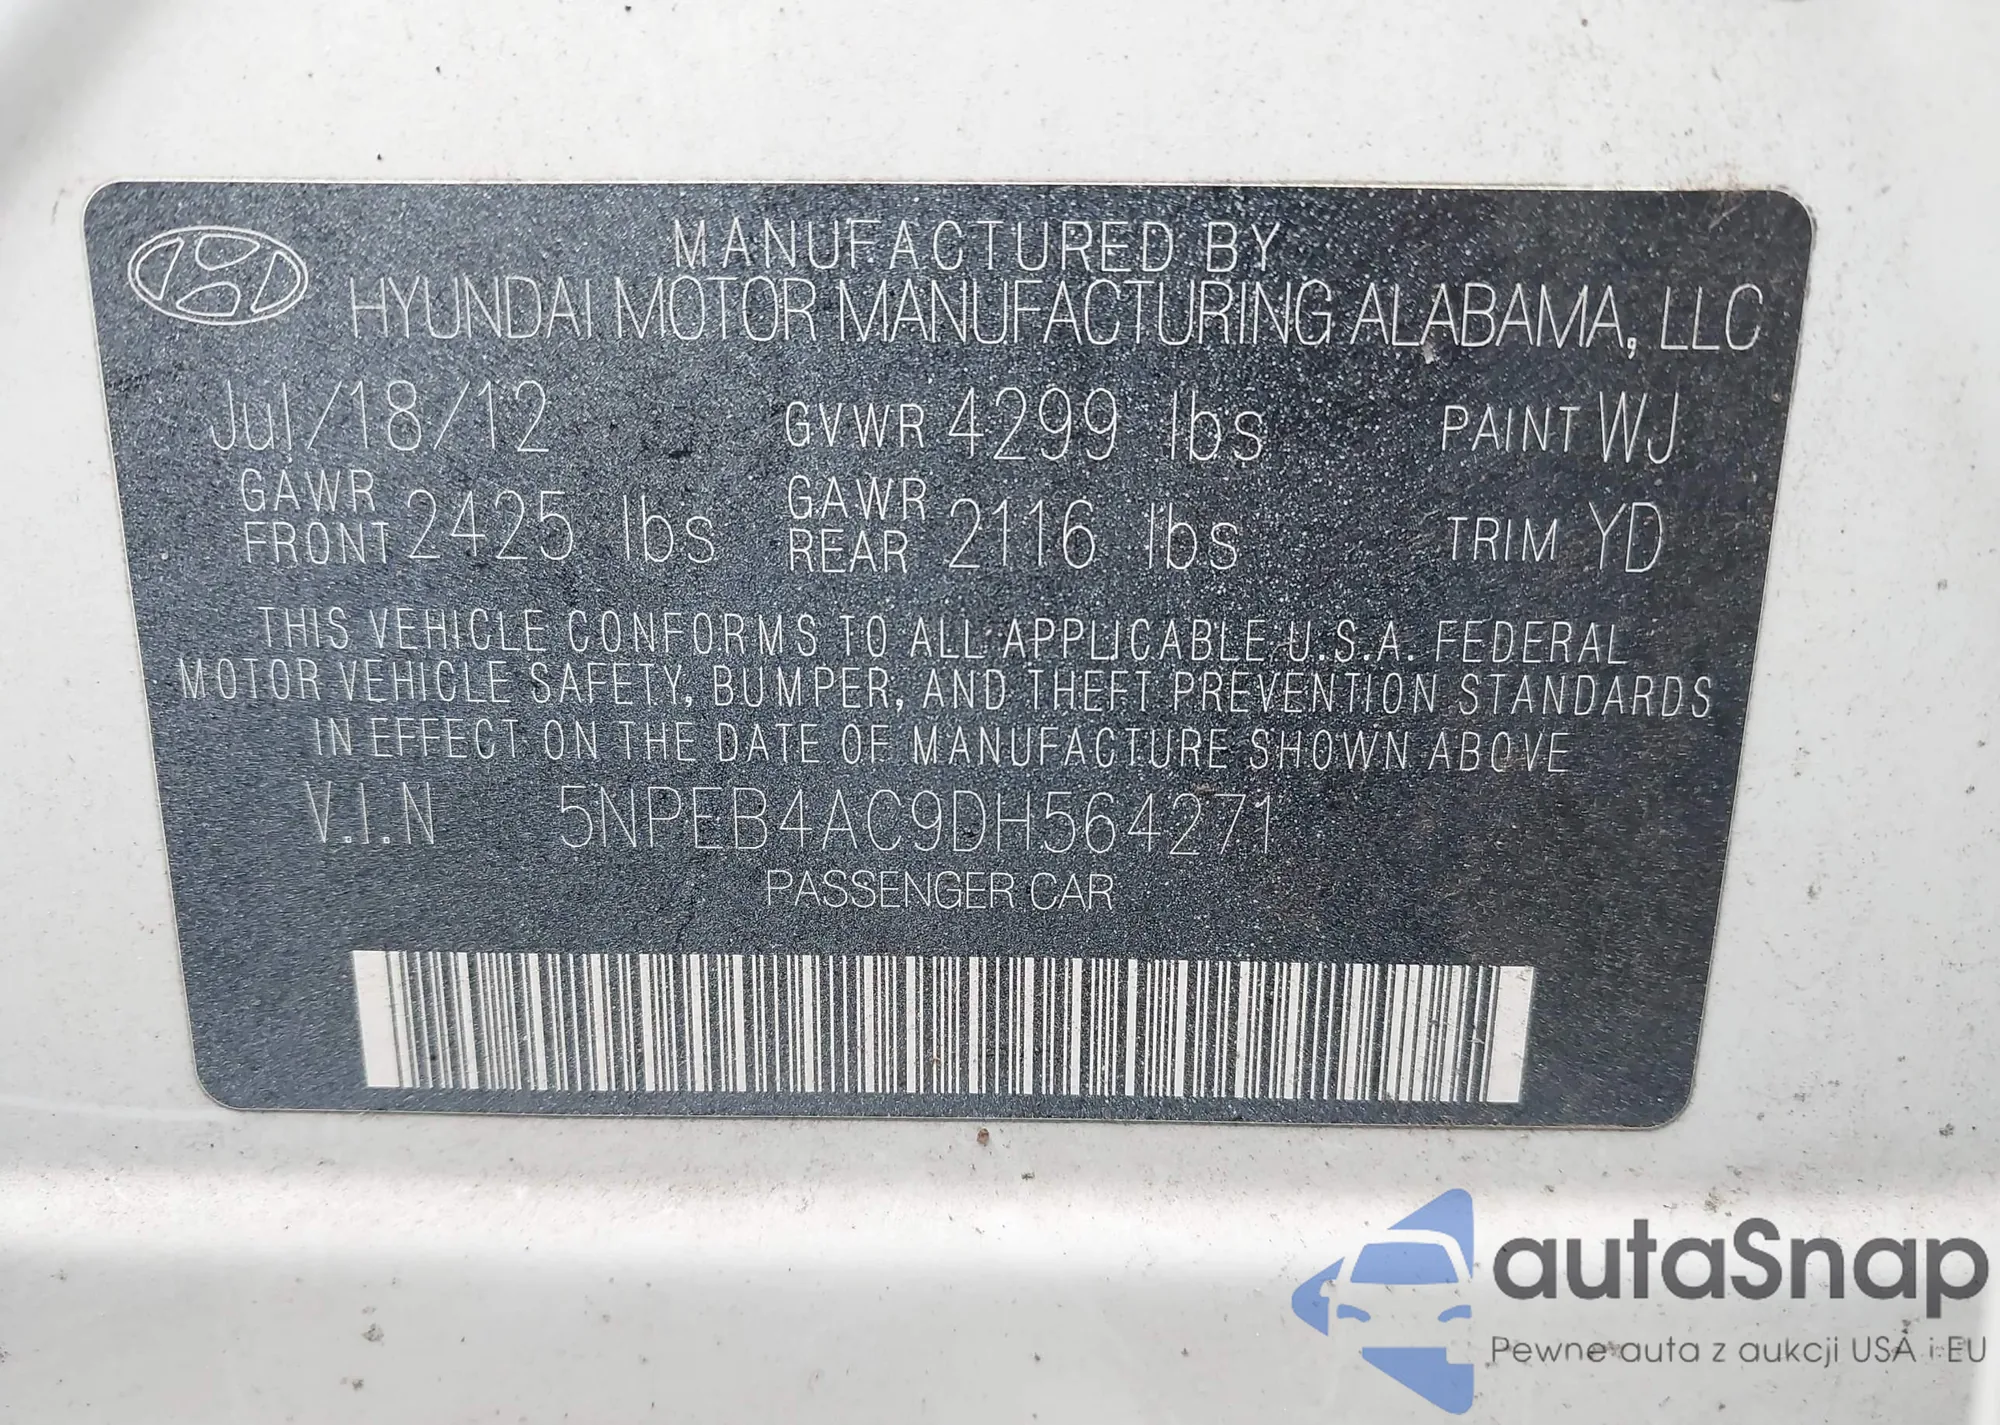 MANUFACTURED BY
HYUNDAI MOTOR MANUFACTURING ALABAMA, LLC
Jul/18/12 GVWR 4299 lbs PAINT WJ
GAWR FRONT 2425 lbs GAWR REAR 2116 lbs TRIM YD
THIS VEHICLE CONFORMS TO ALL APPLICABLE U.S.A. FEDERAL
MOTOR VEHICLE SAFETY, BUMPER, AND THEFT PREVENTION STANDARDS
IN EFFECT ON THE DATE OF MANUFACTURE SHOWN ABOVE
V.I.N 5NPEB4AC9DH564271
PASSENGER CAR
autaSnap
Pewne auta z aukcji USA i EU